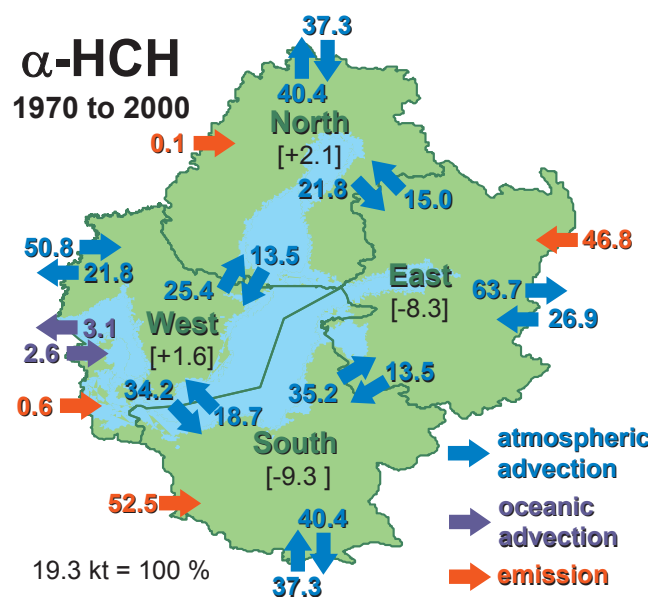 37.3
α-HCH
1970 to 2000
40.4
North
0.1
[+2.1]
21.8
15.0
50.8
46.8
21.8
13.5
25.4
East
63.7
3.1
West
[-8.3]
26.9
2.6
[+1.6]
34.2
35.2
13.5
0.6
18.7
South
atmospheric
advection
[-9.3 ]
52.5
oceanic
advection
40.4
19.3 kt = 100 %
37.3
emission